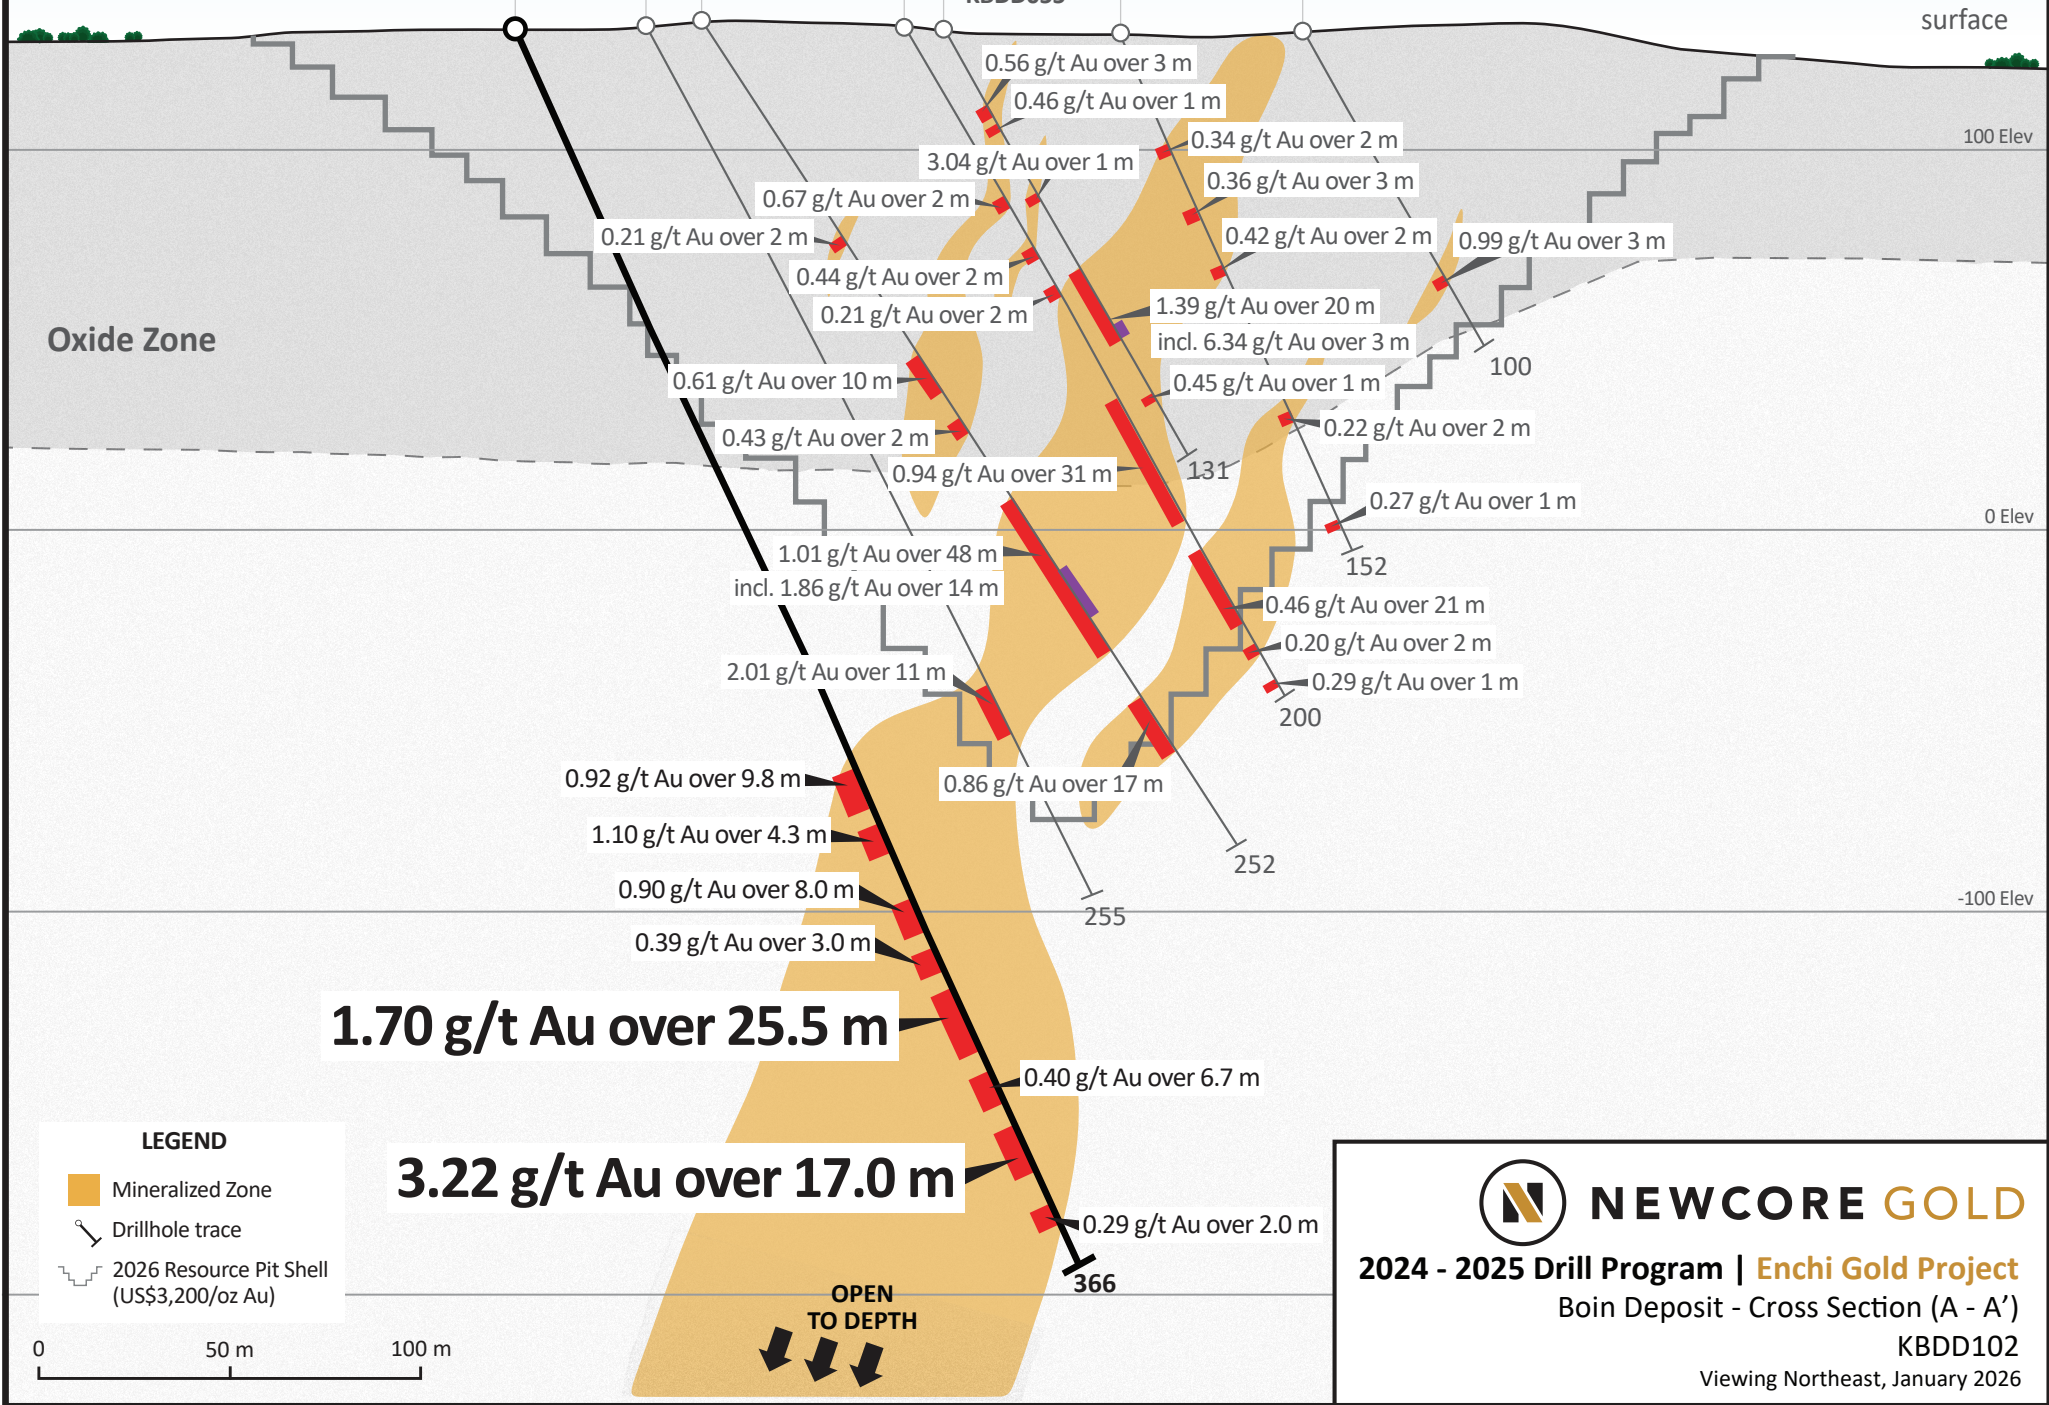 surface
0.56 g/t Au over 3 m
0.46 g/t Au over 1 m
100 Elev
0.34 g/t Au over 2 m
3.04 g/t Au over 1 m
0.36 g/t Au over 3 m
0.67 g/t Au over 2 m
0.21 g/t Au over 2 m
0.42 g/t Au over 2 m
0.99 g/t Au over 3 m
0.44 g/t Au over 2 m
0.21 g/t Au over 2 m
1.39 g/t Au over 20 m
incl. 6.34 g/t Au over 3 m
Oxide Zone
100
0.61 g/t Au over 10 m
0.45 g/t Au over 1 m
0.43 g/t Au over 2 m
0.22 g/t Au over 2 m
0.94 g/t Au over 31 m
131
0.27 g/t Au over 1 m
0 Elev
1.01 g/t Au over 48 m
incl. 1.86 g/t Au over 14 m
152
0.46 g/t Au over 21 m
0.20 g/t Au over 2 m
2.01 g/t Au over 11 m
0.29 g/t Au over 1 m
200
0.92 g/t Au over 9.8 m
0.86 g/t Au over 17 m
1.10 g/t Au over 4.3 m
252
0.90 g/t Au over 8.0 m
-100 Elev
255
0.39 g/t Au over 3.0 m
1.70 g/t Au over 25.5 m
0.40 g/t Au over 6.7 m
3.22 g/t Au over 17.0 m
0.29 g/t Au over 2.0 m
366
OPEN
TO DEPTH
LEGEND
Mineralized Zone
Drillhole trace
2026 Resource Pit Shell
(US$3,200/oz Au)
0 50 m 100 m
NEWCORE GOLD
2024 - 2025 Drill Program | Enchi Gold Project
Boin Deposit - Cross Section (A - A’)
KBDD102
Viewing Northeast, January 2026